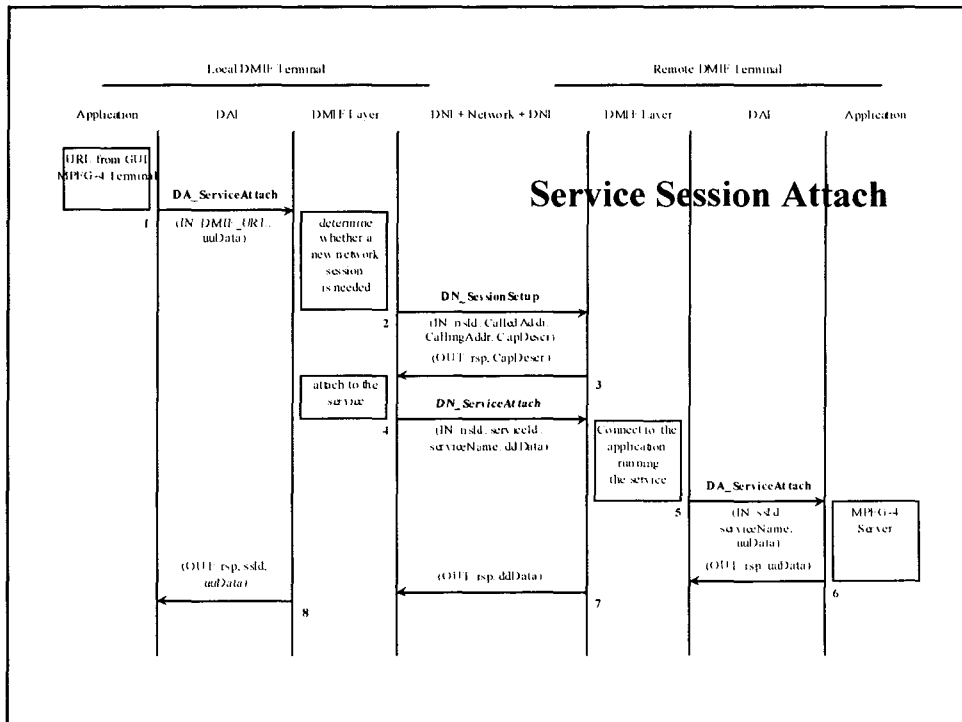 Local DMIF Terminal
Remote DMIF Terminal
Application
DAI
DMIF Layer
DNI + Network + DNI
DMIF Layer
DAI
Application
URL from GUI
MPEG-4 Terminal
Service Session Attach
DA_ServiceAttach
1
(IN DMIF_URL,
uuData)
determine
whether a
new network
session
is needed
DN_SessionSetup
2
(IN nsId, CalledAddr,
CallingAddr, CapDescr)
(OUT rsp, CapDescr)
3
attach to the
service
DN_ServiceAttach
4
(IN nsId, serviceId,
serviceName, ddData)
Connect to the
application
running
the service
DA_ServiceAttach
5
(IN ssId,
serviceName,
uuData)
MPEG-4
Server
(OUT rsp, uuData)
6
(OUT rsp, ddData)
7
(OUT rsp, ssId,
uuData)
8